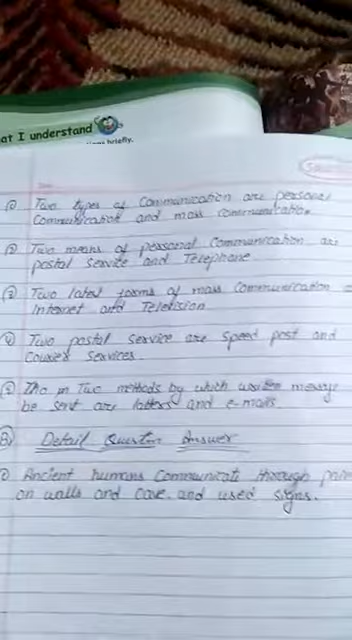 at I understand
briefly.
① Two types of Communication are personal
Communication and mass communication.
② Two means of personal Communication are
postal service and Telephone
③ Two latest forms of mass Communication
Internet and Television
④ Two postal service are Speed post and
Courier Services.
⑤ Two methods by which written message
be sent are latters and e-mails
B) Detail Question Answer
① Ancient humans Communicate through
on walls and Cave. and used signs.